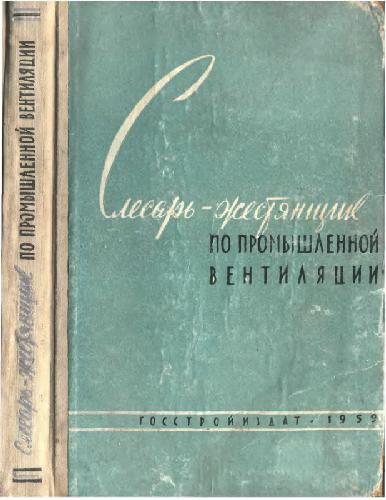 Слесарь-жестянщик
ПО ПРОМЫШЛЕННОЙ ВЕНТИЛЯЦИИ
Слесарь-жестянщик
ПО ПРОМЫШЛЕННОЙ
ВЕНТИЛЯЦИИ
ГОССТРОЙИЗДАТ·1959